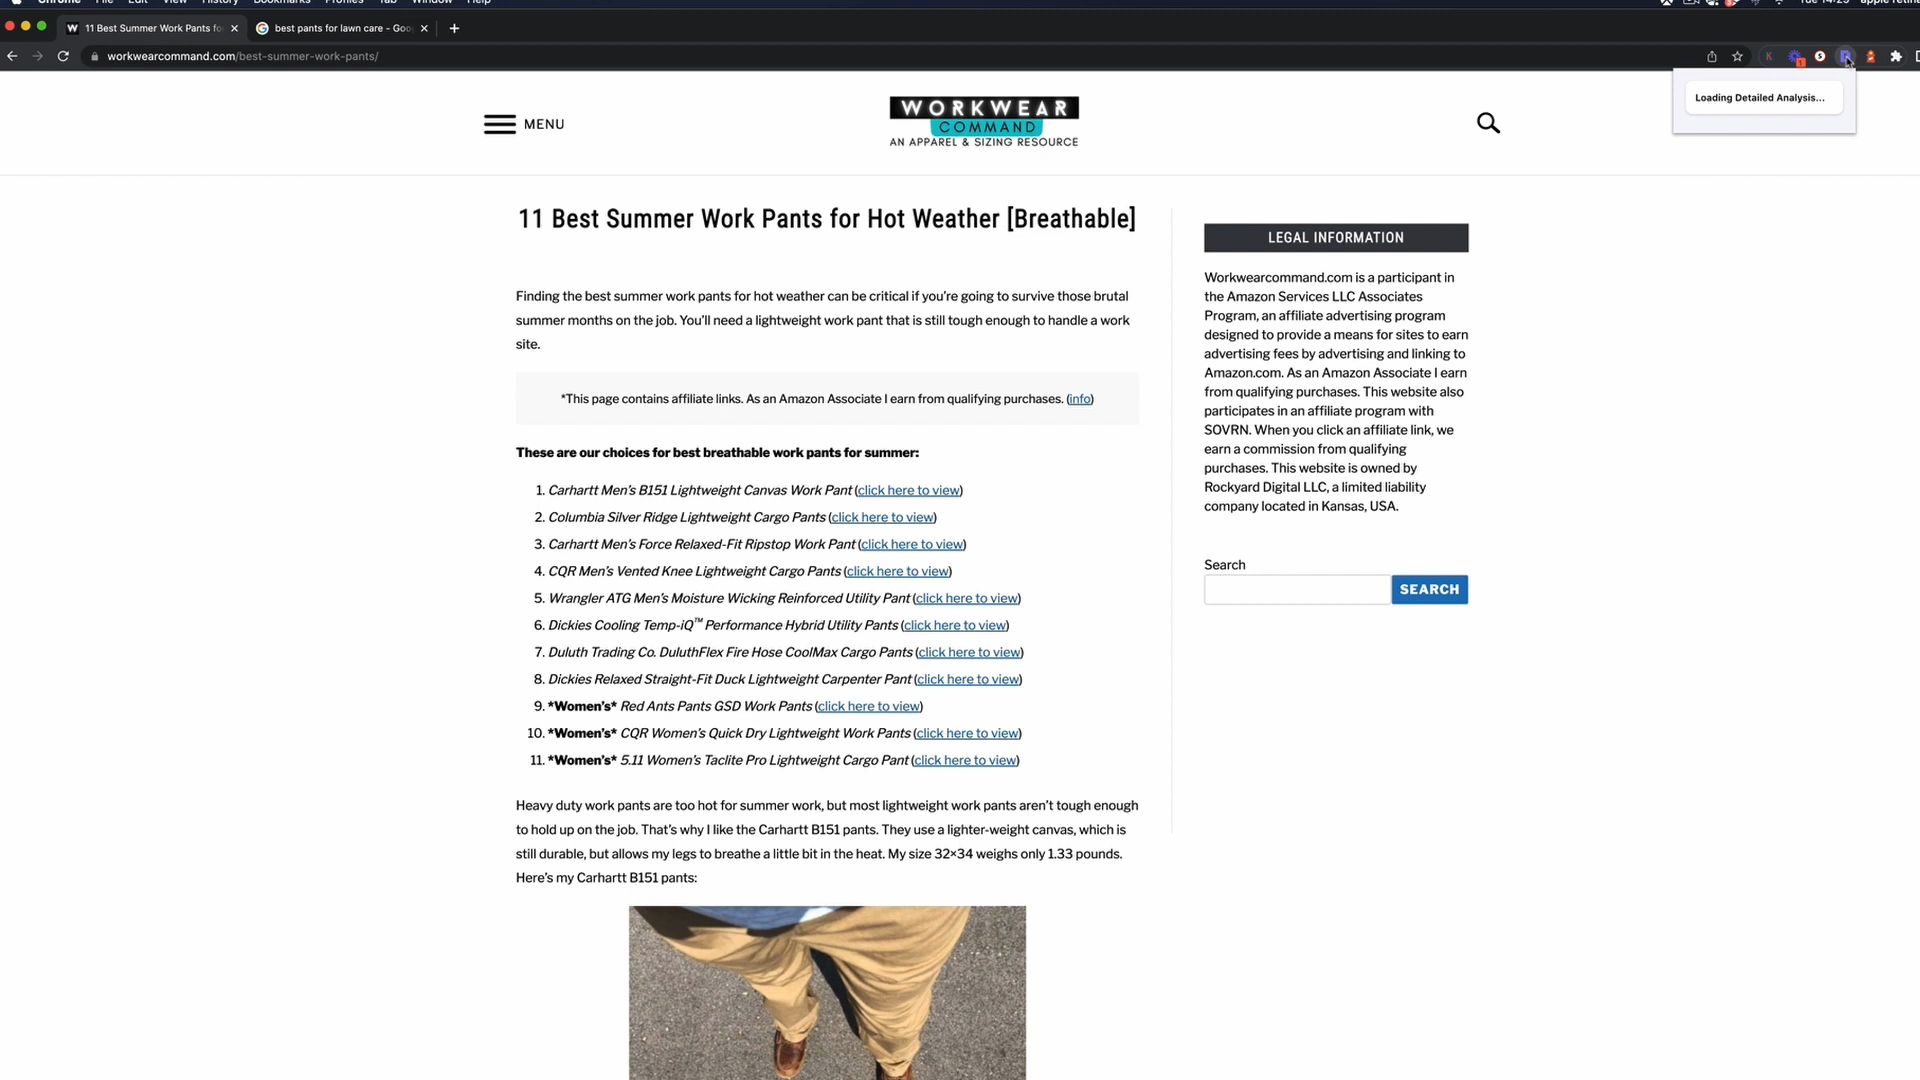 Chrome File Edit View History Bookmarks Profiles Tab Window Help
11 Best Summer Work Pants fo
best pants for lawn care - Goo
workwearcommand.com/best-summer-work-pants/
Loading Detailed Analysis...
MENU
WORKWEAR
COMMAND
AN APPAREL & SIZING RESOURCE
11 Best Summer Work Pants for Hot Weather [Breathable]
Finding the best summer work pants for hot weather can be critical if you're going to survive those brutal
summer months on the job. You'll need a lightweight work pant that is still tough enough to handle a work
site.
*This page contains affiliate links. As an Amazon Associate I earn from qualifying purchases. (info)
These are our choices for best breathable work pants for summer:
1. Carhartt Men's B151 Lightweight Canvas Work Pant (click here to view)
2. Columbia Silver Ridge Lightweight Cargo Pants (click here to view)
3. Carhartt Men's Force Relaxed-Fit Ripstop Work Pant (click here to view)
4. CQR Men's Vented Knee Lightweight Cargo Pants (click here to view)
5. Wrangler ATG Men's Moisture Wicking Reinforced Utility Pant (click here to view)
6. Dickies Cooling Temp-iQ™ Performance Hybrid Utility Pants (click here to view)
7. Duluth Trading Co. DuluthFlex Fire Hose CoolMax Cargo Pants (click here to view)
8. Dickies Relaxed Straight-Fit Duck Lightweight Carpenter Pant (click here to view)
9. *Women's* Red Ants Pants GSD Work Pants (click here to view)
10. *Women's* CQR Women's Quick Dry Lightweight Work Pants (click here to view)
11. *Women's* 5.11 Women's Taclite Pro Lightweight Cargo Pant (click here to view)
Heavy duty work pants are too hot for summer work, but most lightweight work pants aren't tough enough
to hold up on the job. That's why I like the Carhartt B151 pants. They use a lighter-weight canvas, which is
still durable, but allows my legs to breathe a little bit in the heat. My size 32×34 weighs only 1.33 pounds.
Here's my Carhartt B151 pants:
LEGAL INFORMATION
Workwearcommand.com is a participant in
the Amazon Services LLC Associates
Program, an affiliate advertising program
designed to provide a means for sites to earn
advertising fees by advertising and linking to
Amazon.com. As an Amazon Associate I earn
from qualifying purchases. This website also
participates in an affiliate program with
SOVRN. When you click an affiliate link, we
earn a commission from qualifying
purchases. This website is owned by
Rockyard Digital LLC, a limited liability
company located in Kansas, USA.
Search
SEARCH